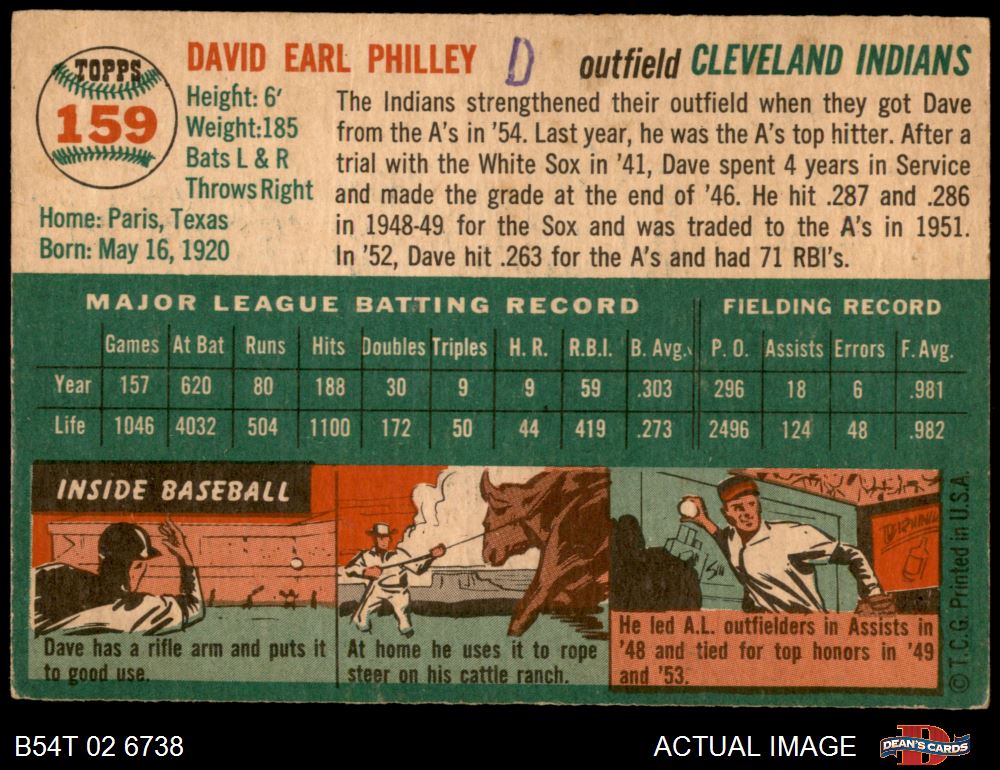 TOPPS
159
DAVID EARL PHILLEY D outfield CLEVELAND INDIANS
Height: 6'
Weight:185
Bats L & R
Throws Right
Home: Paris, Texas
Born: May 16, 1920
The Indians strengthened their outfield when they got Dave
from the A's in '54. Last year, he was the A's top hitter. After a
trial with the White Sox in '41, Dave spent 4 years in Service
and made the grade at the end of '46. He hit .287 and .286
in 1948-49 for the Sox and was traded to the A's in 1951.
In '52, Dave hit .263 for the A's and had 71 RBI's.
MAJOR LEAGUE BATTING RECORD FIELDING RECORD
Games At Bat Runs Hits Doubles Triples H. R. R.B.I. B. Avg. P. O. Assists Errors F. Avg.
Year 157 620 80 188 30 9 9 59 .303 296 18 6 .981
Life 1046 4032 504 1100 172 50 44 419 .273 2496 124 48 .982
INSIDE BASEBALL
Dave has a rifle arm and puts it
to good use.
At home he uses it to rope
steer on his cattle ranch.
He led A.L. outfielders in Assists in
'48 and tied for top honors in '49
and '53.
© T.C.G. Printed in U.S.A.
B54T 02 6738
ACTUAL IMAGE
D
DEAN'S CARDS